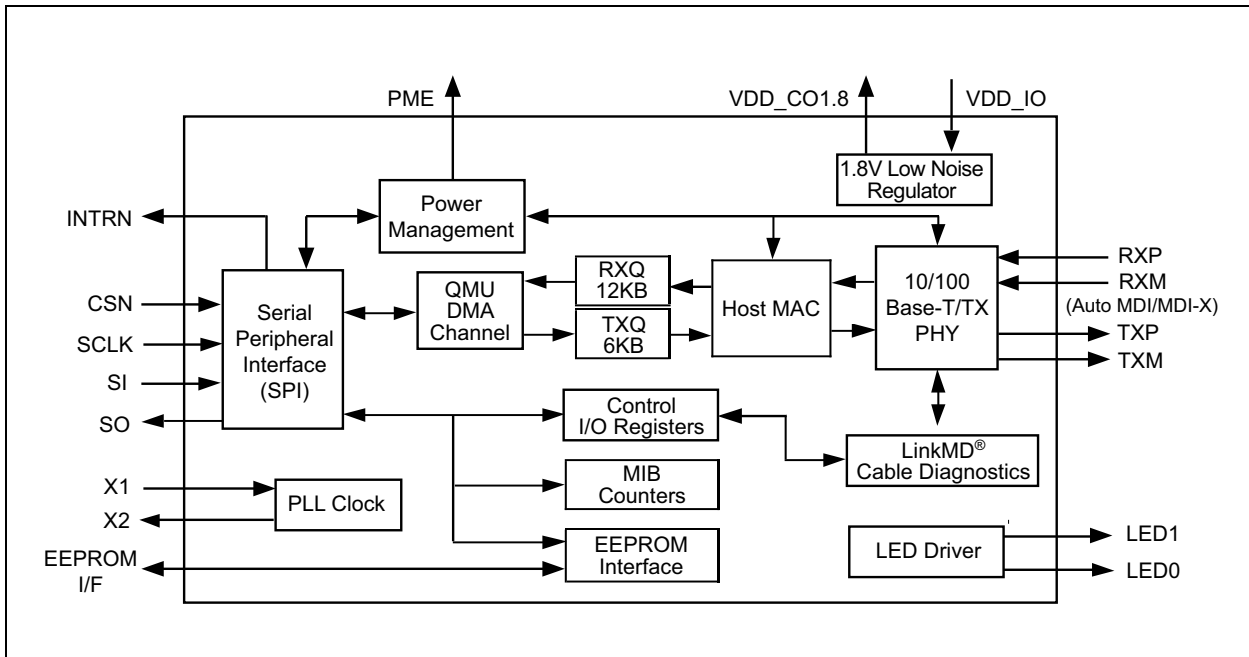 PME
VDD_CO1.8
VDD_IO
1.8V Low Noise
Regulator
Power
Management
INTRN
CSN
SCLK
SI
SO
Serial
Peripheral
Interface
(SPI)
QMU
DMA
Channel
RXQ
12KB
TXQ
6KB
Host MAC
10/100
Base-T/TX
PHY
RXP
RXM
(Auto MDI/MDI-X)
TXP
TXM
Control
I/O Registers
LinkMD®
Cable Diagnostics
MIB
Counters
X1
X2
PLL Clock
EEPROM
I/F
EEPROM
Interface
LED Driver
LED1
LED0